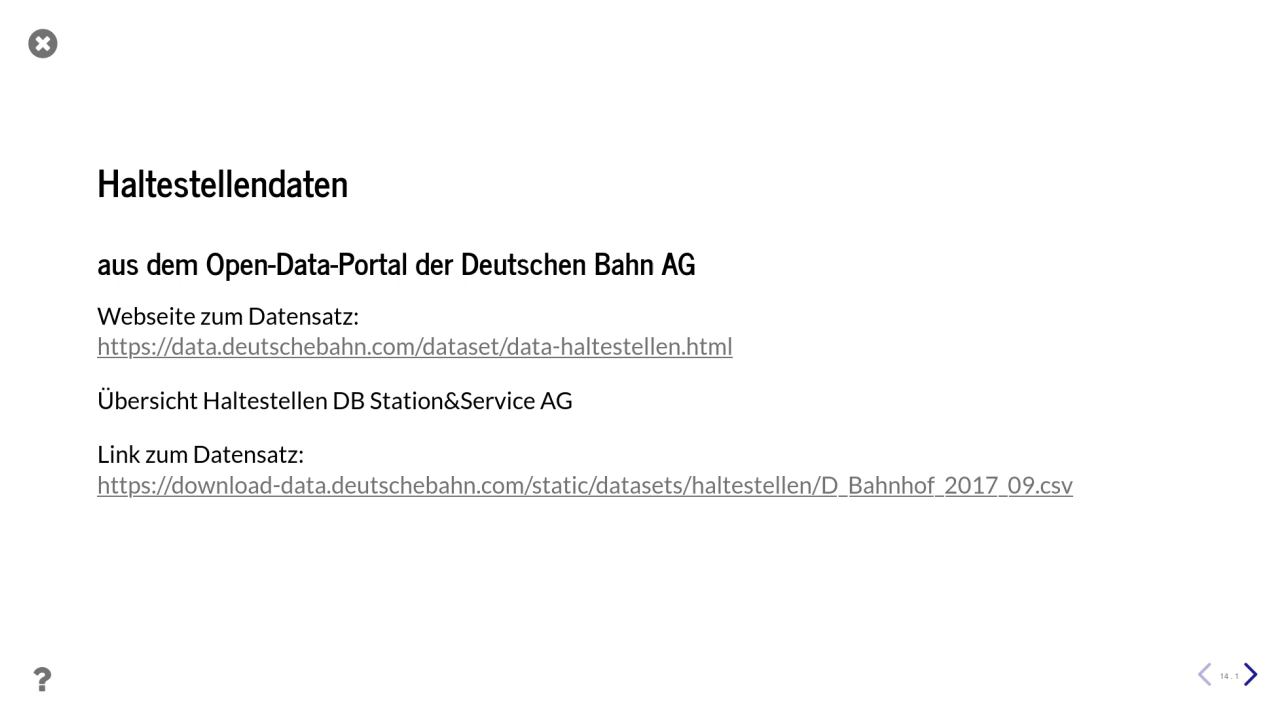 Haltestellendaten
aus dem Open-Data-Portal der Deutschen Bahn AG
Webseite zum Datensatz:
https://data.deutschebahn.com/dataset/data-haltestellen.html
Übersicht Haltestellen DB Station&Service AG
Link zum Datensatz:
https://download-data.deutschebahn.com/static/datasets/haltestellen/D_Bahnhof_2017_09.csv
?
14 . 1